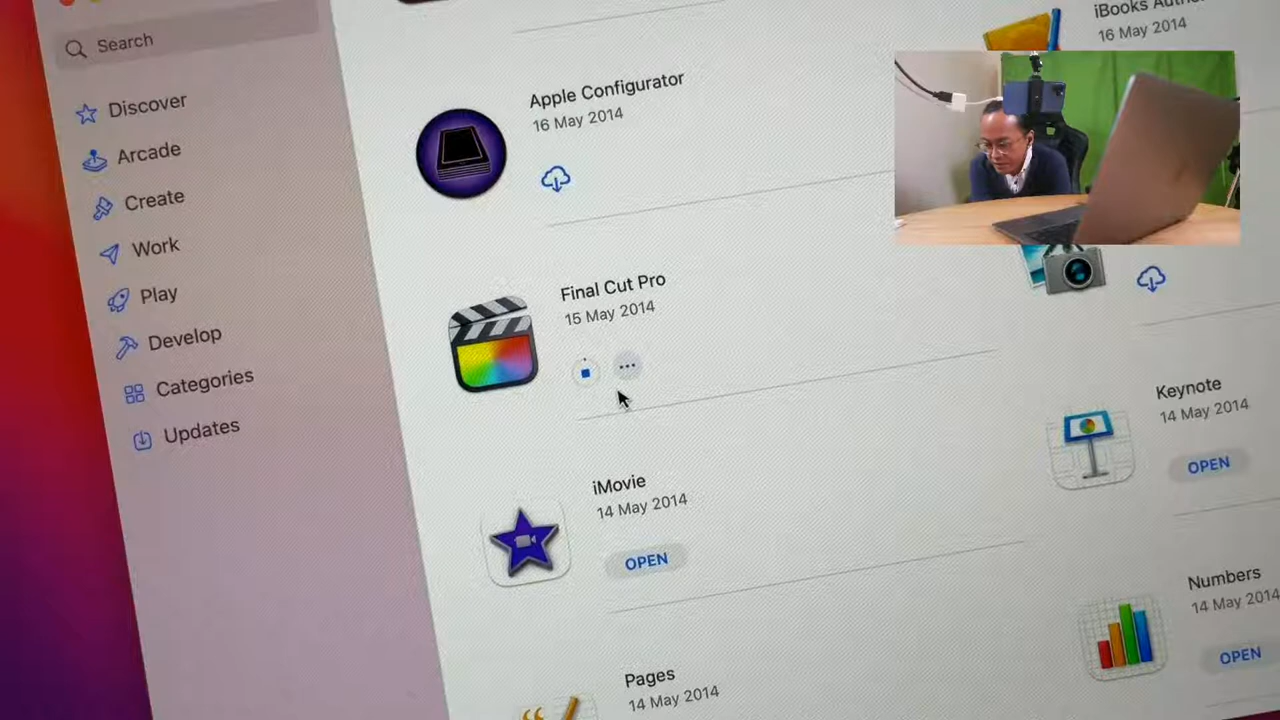 Search
Discover
Arcade
Create
Work
Play
Develop
Categories
Updates
iBooks Autho
16 May 2014
Apple Configurator
16 May 2014
Final Cut Pro
15 May 2014
Keynote
14 May 2014
OPEN
iMovie
14 May 2014
OPEN
Numbers
14 May 2014
OPEN
Pages
14 May 2014